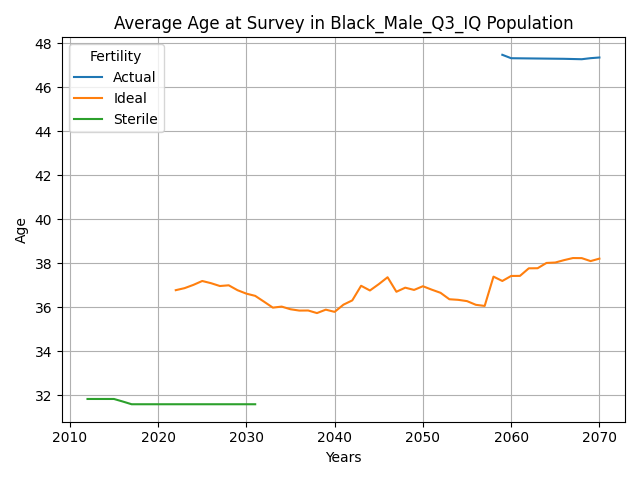 Average Age at Survey in Black_Male_Q3_IQ Population
48
46
44
42
40
38
36
34
32
Age
Fertility
Actual
Ideal
Sterile
2010 2020 2030 2040 2050 2060 2070
Years